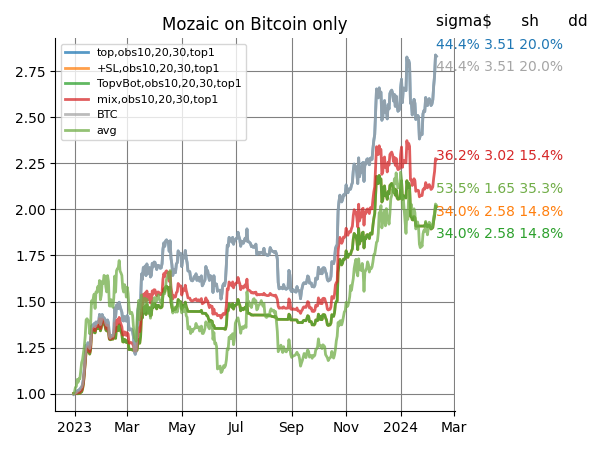 Mozaic on Bitcoin only
sigma$ sh dd
top,obs10,20,30,top1
+SL,obs10,20,30,top1
TopvBot,obs10,20,30,top1
mix,obs10,20,30,top1
BTC
avg
44.4% 3.51 20.0%
44.4% 3.51 20.0%
36.2% 3.02 15.4%
53.5% 1.65 35.3%
34.0% 2.58 14.8%
34.0% 2.58 14.8%
2.75
2.50
2.25
2.00
1.75
1.50
1.25
1.00
2023 Mar May Jul Sep Nov 2024 Mar